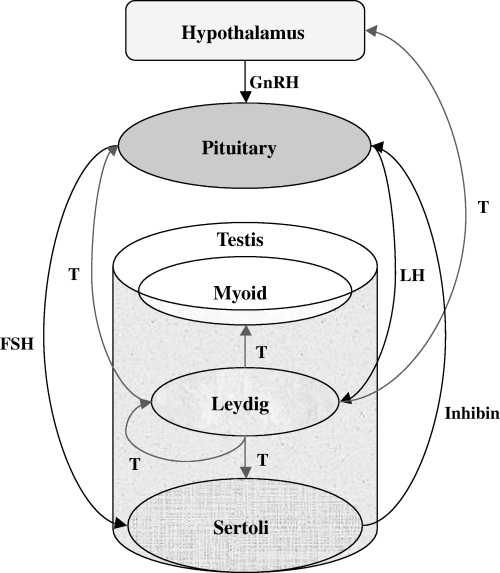 Hypothalamus
GnRH
Pituitary
T
Testis
T
LH
Myoid
FSH
T
Leydig
Inhibin
T
T
Sertoli